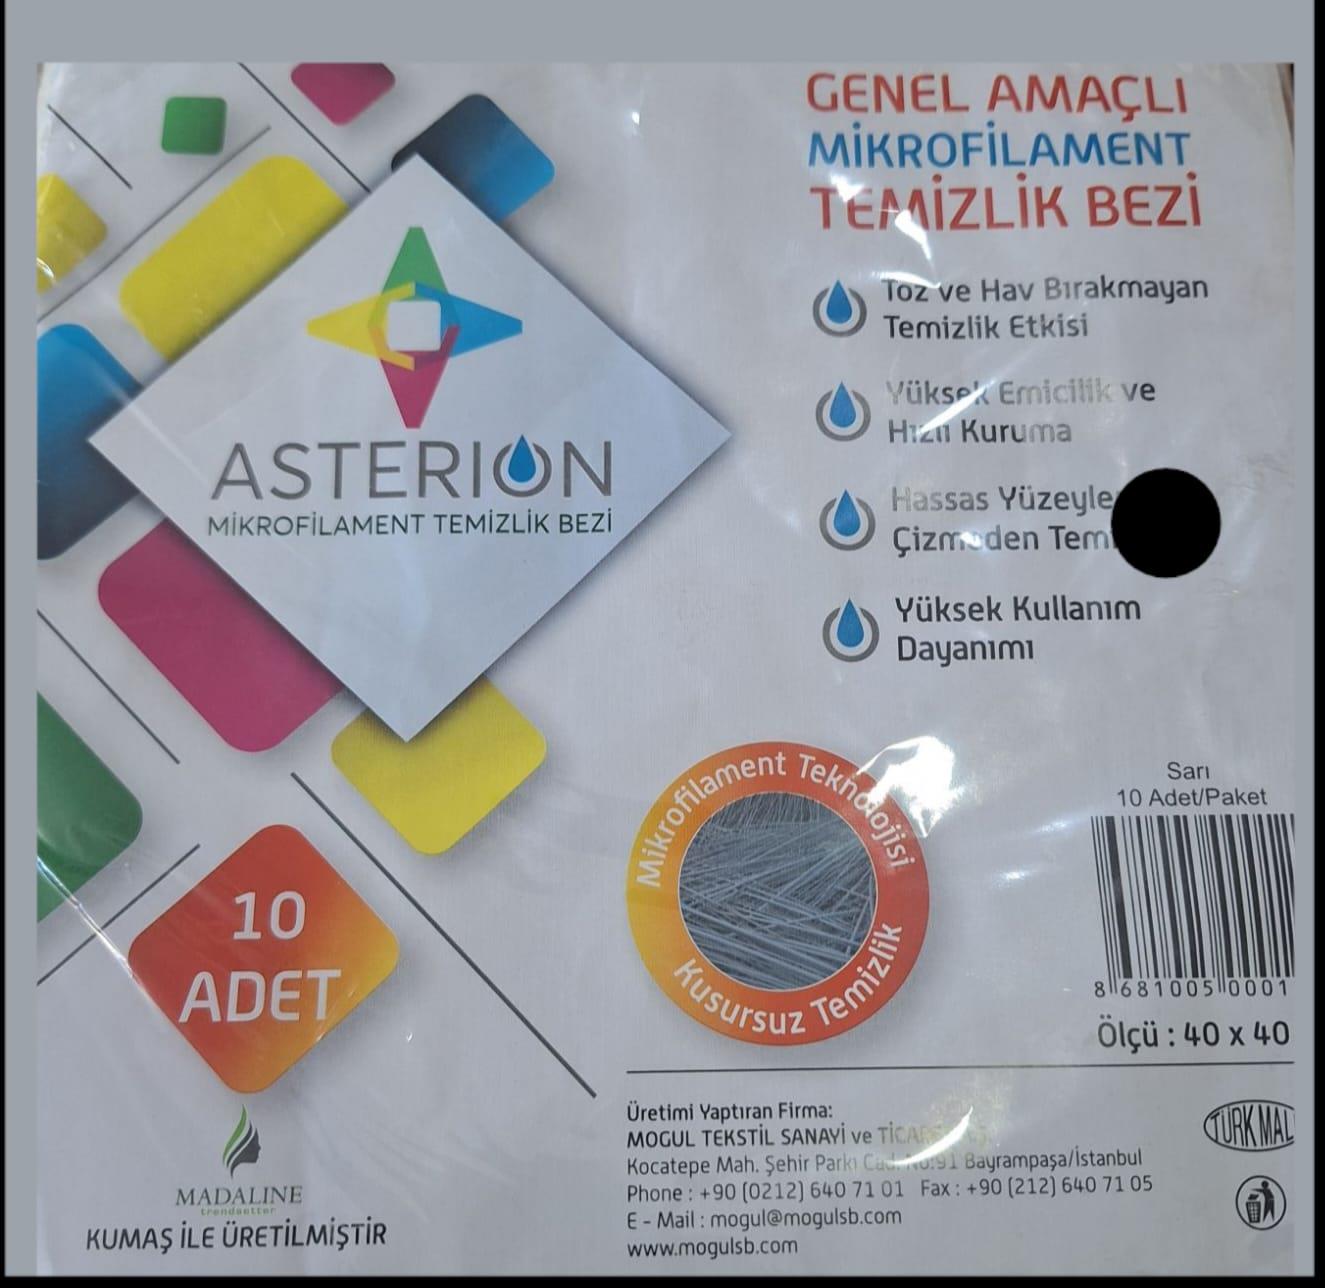 GENEL AMAÇLI
MİKROFİLAMENT
TEMİZLİK BEZİ
Toz ve Hav Bırakmayan
Temizlik Etkisi
Yüksek Emicilik ve
Hızlı Kuruma
Hassas Yüzeyle
Çizmeden Tem
Yüksek Kullanım
Dayanımı
ASTERION
MİKROFİLAMENT TEMİZLİK BEZİ
10
ADET
Mikrofilament Teknolojisi
Kusursuz Temizlik
Sarı
10 Adet/Paket
8 681005 0001
Ölçü : 40 x 40
MADALINE
trendsetter
KUMAŞ İLE ÜRETİLMİŞTİR
Üretimi Yaptıran Firma:
MOGUL TEKSTİL SANAYİ ve
Kocatepe Mah. Şehir Parkı Cad. No:91 Bayrampaşa/İstanbul
Phone : +90 (0212) 640 71 01 Fax : +90 (212) 640 71 05
E - Mail : mogul@mogulsb.com
www.mogulsb.com
TÜRK MAL